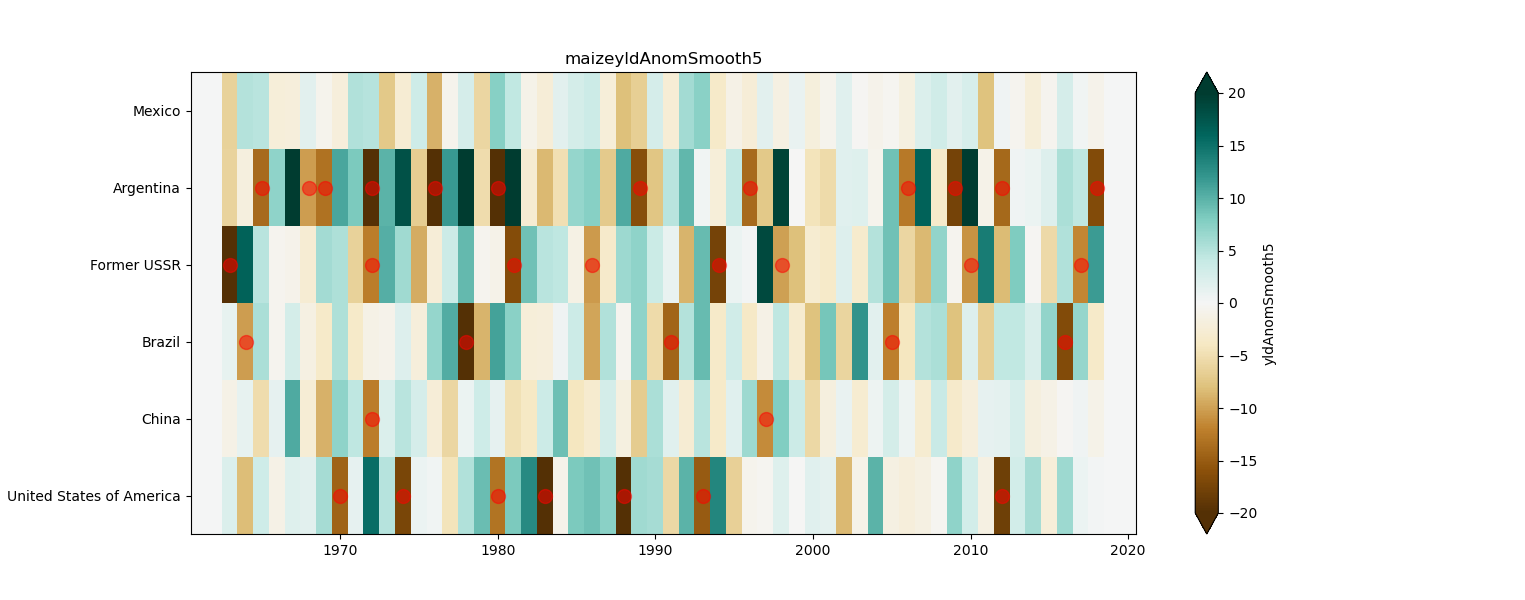 maizeyldAnomSmooth5
Mexico
Argentina
Former USSR
Brazil
China
United States of America
1970
1980
1990
2000
2010
2020
20
15
10
5
0
−5
−10
−15
−20
yldAnomSmooth5